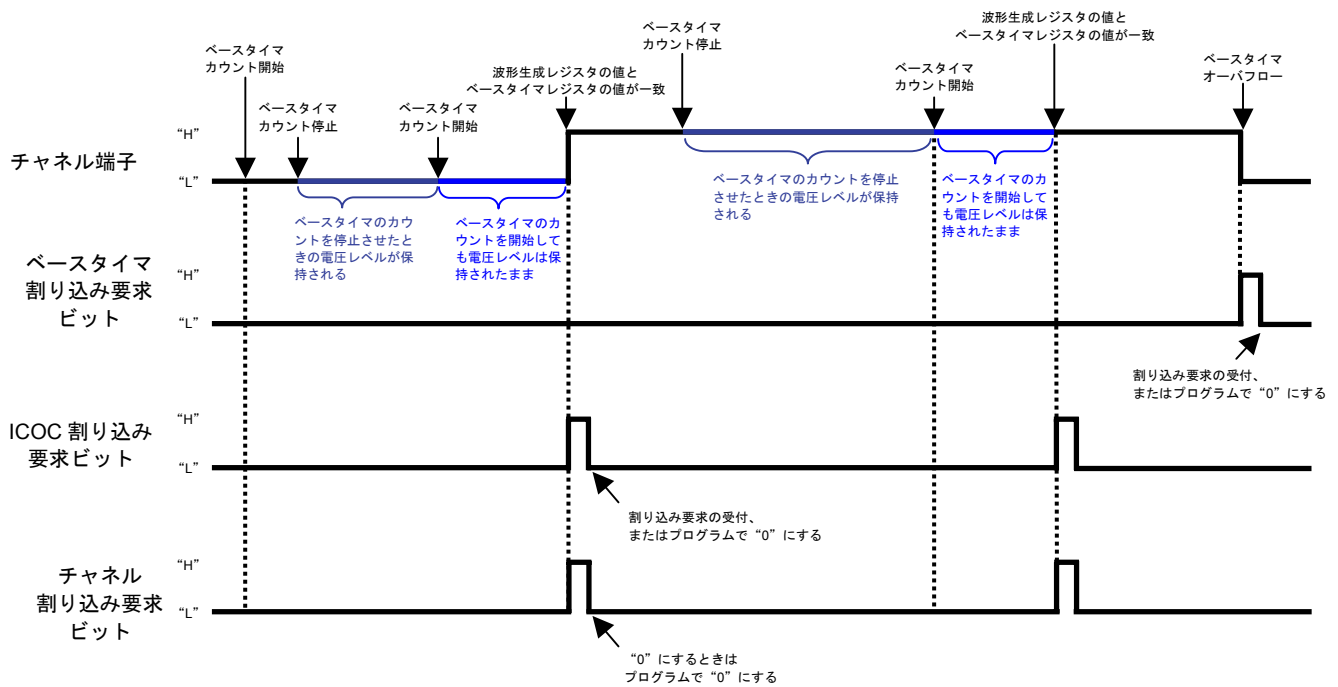 ベースタイマ
カウント開始
ベースタイマ
カウント停止
ベースタイマ
カウント開始
波形生成レジスタの値と
ベースタイマレジスタの値が一致
ベースタイマ
カウント停止
ベースタイマ
カウント開始
波形生成レジスタの値と
ベースタイマレジスタの値が一致
ベースタイマ
オーバフロー
チャネル端子
“H”
“L”
ベースタイマのカウ
ントを停止させたと
きの電圧レベルが保
持される
ベースタイマのカ
ウントを開始して
も電圧レベルは保
持されたまま
ベースタイマのカウントを停止
させたときの電圧レベルが保持
される
ベースタイマのカ
ウントを開始して
も電圧レベルは保
持されたまま
ベースタイマ
割り込み要求
ビット
“H”
“L”
割り込み要求の受付、
またはプログラムで“0”にする
ICOC 割り込み
要求ビット
“H”
“L”
割り込み要求の受付、
またはプログラムで“0”にする
チャネル
割り込み要求
ビット
“H”
“L”
“0”にするときは
プログラムで“0”にする